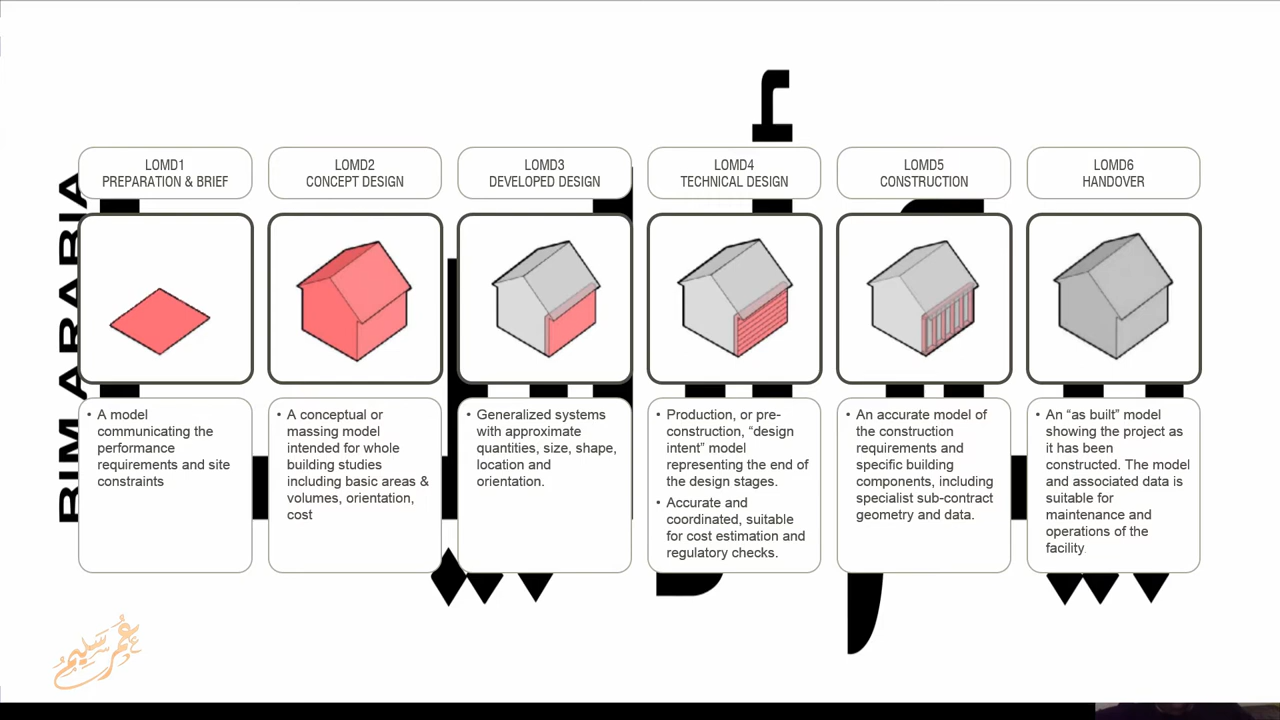 LOMD1
PREPARATION & BRIEF
LOMD2
CONCEPT DESIGN
LOMD3
DEVELOPED DESIGN
LOMD4
TECHNICAL DESIGN
LOMD5
CONSTRUCTION
LOMD6
HANDOVER
• A model
communicating the
performance
requirements and site
constraints
• A conceptual or
massing model
intended for whole
building studies
including basic areas &
volumes, orientation,
cost
• Generalized systems
with approximate
quantities, size, shape,
location and
orientation.
• Production, or pre-
construction, “design
intent” model
representing the end of
the design stages.
• Accurate and
coordinated, suitable
for cost estimation and
regulatory checks.
• An accurate model of
the construction
requirements and
specific building
components, including
specialist sub-contract
geometry and data.
• An “as built” model
showing the project as
it has been
constructed. The model
and associated data is
suitable for
maintenance and
operations of the
facility.
BIM ARABIA
عمر سليم